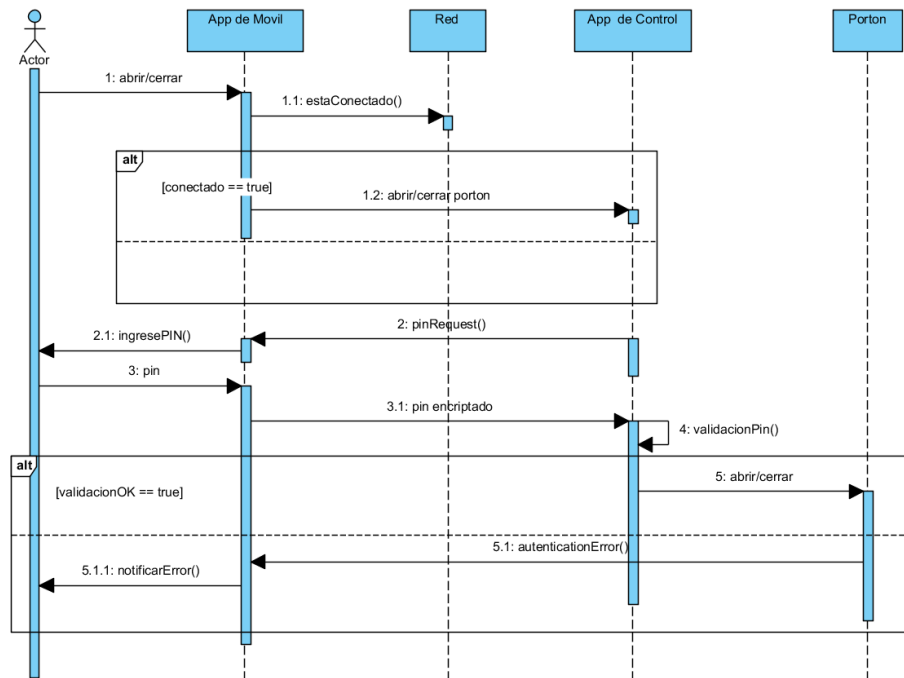 App de Movil
Red
App de Control
Porton
Actor
1: abrir/cerrar
1.1: estaConectado()
alt
[conectado == true]
1.2: abrir/cerrar porton
2: pinRequest()
2.1: ingresePIN()
3: pin
3.1: pin encriptado
4: validacionPin()
alt
[validacionOK == true]
5: abrir/cerrar
5.1: autenticationError()
5.1.1: notificarError()